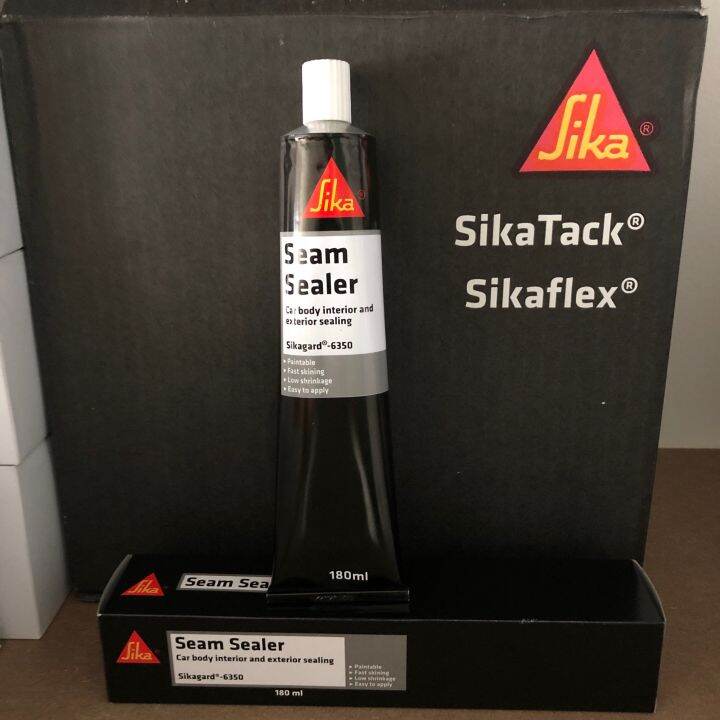 Sika®
SikaTack®
Sikaflex®
Sika®
Seam
Sealer
Car body interior and
exterior sealing
Sikagard®-6350
Paintable
Fast skining
Low shrinkage
Easy to apply
180ml
Sika
Seam Sea
Sika
Seam Sealer
Car body interior and exterior sealing
Sikagard®-6350
Paintable
Fast skining
Low shrinkage
Easy to apply
180 ml